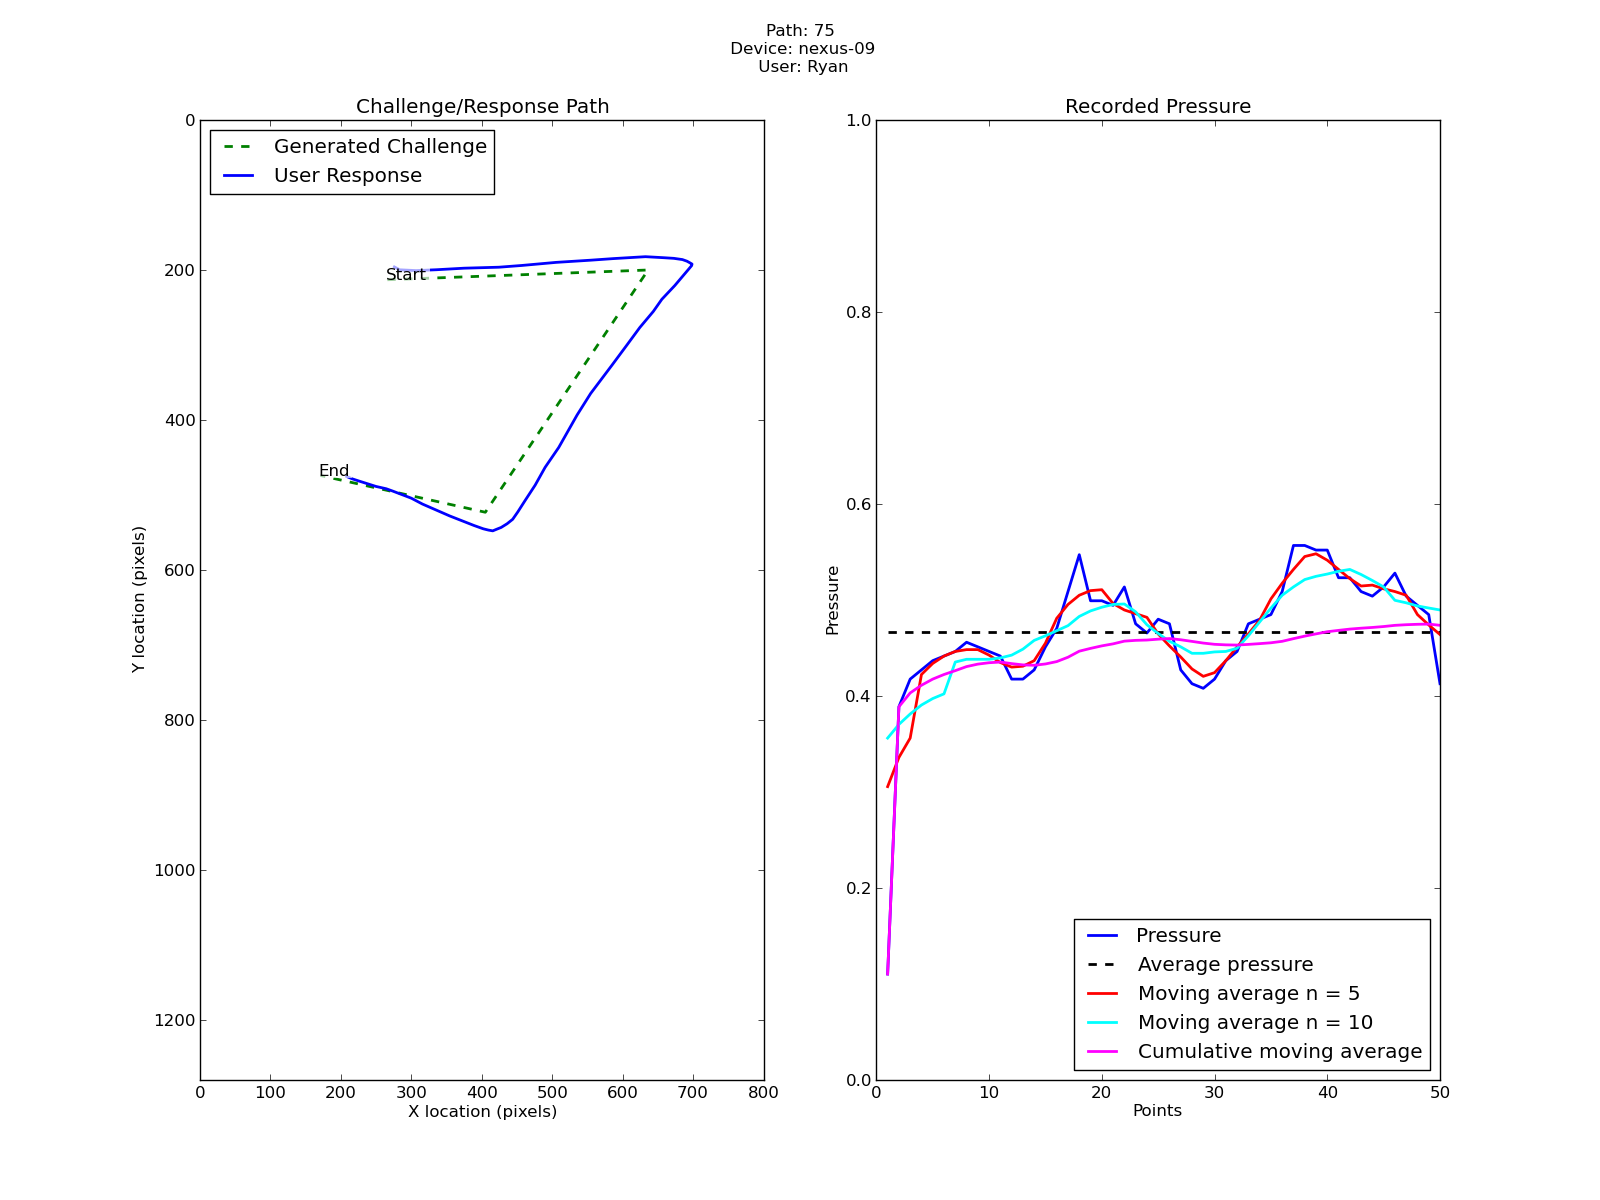 Path: 75
Device: nexus-09
User: Ryan
Challenge/Response Path
Generated Challenge
User Response
Start
End
0
200
400
600
800
1000
1200
Y location (pixels)
0 100 200 300 400 500 600 700 800
X location (pixels)
Recorded Pressure
1.0
0.8
0.6
0.4
0.2
0.0
Pressure
Pressure
Average pressure
Moving average n = 5
Moving average n = 10
Cumulative moving average
0 10 20 30 40 50
Points